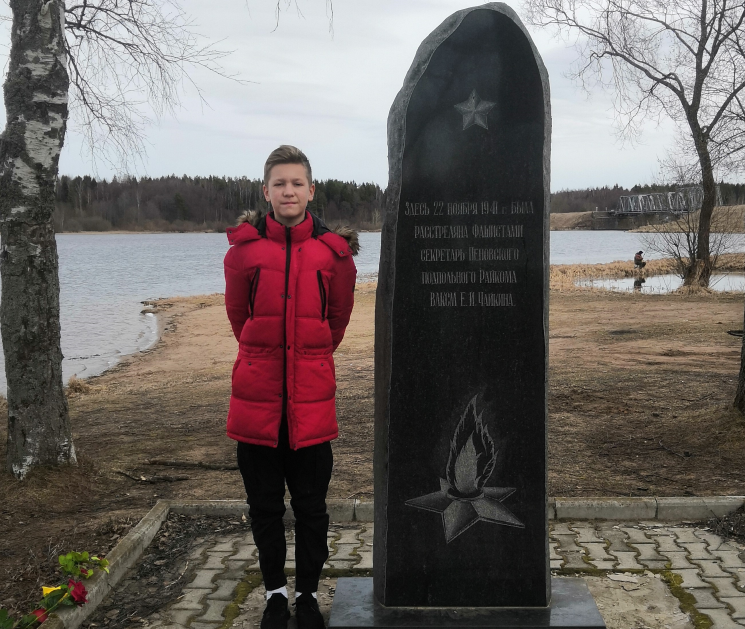 Здесь 22 ноября 1941 г. была
расстреляна фашистами
секретарь Пеновского
подпольного Райкома
ВЛКСМ Е.И. Чайкина.